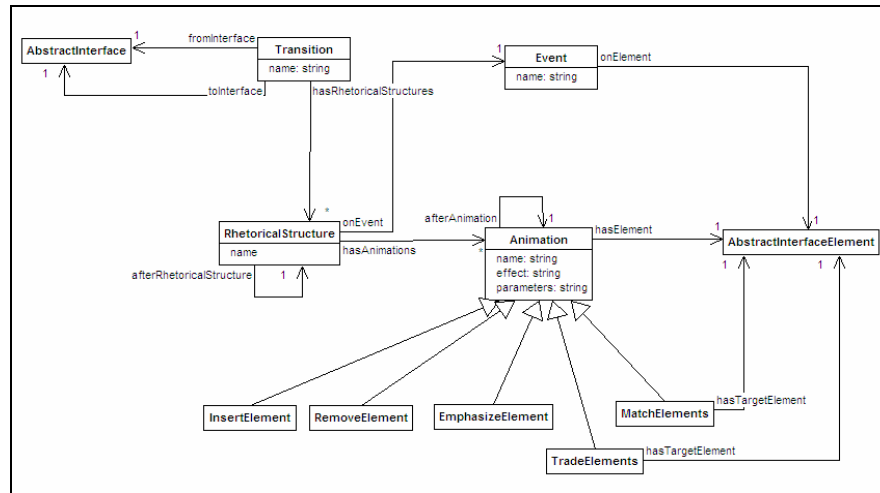 fromInterface
1
Transition
AbstractInterface
name: string
1
toInterface
hasRhetoricalStructures
1
Event
name: string
onElement
*
onEvent
RhetoricalStructure
name
hasAnimations
*
afterRhetoricalStructure
1
afterAnimation
1
Animation
name: string
effect: string
parameters: string
hasElement
1
1
AbstractInterfaceElement
1
1
InsertElement
RemoveElement
EmphasizeElement
MatchElements
hasTargetElement
TradeElements
hasTargetElement